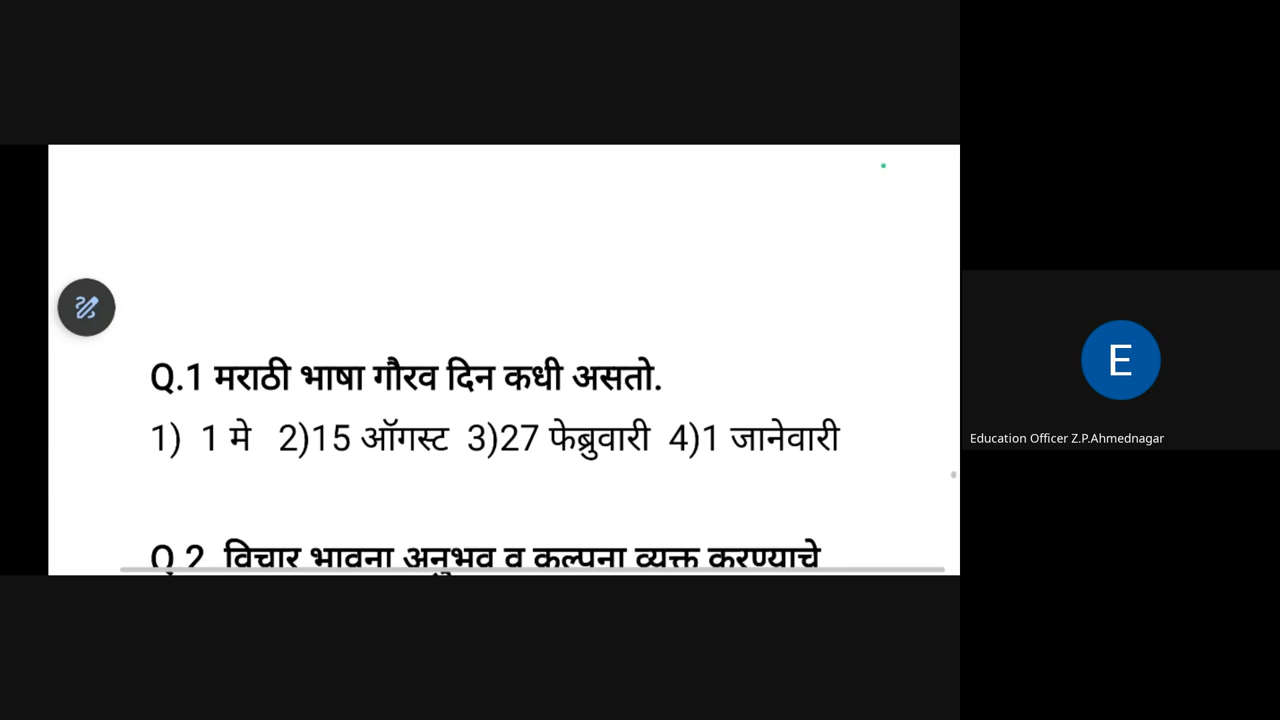 Q.1 मराठी भाषा गौरव दिन कधी असतो.
1) 1 मे 2)15 ऑगस्ट 3)27 फेब्रुवारी 4)1 जानेवारी
Q.2 विचार भावना अनुभव व कल्पना व्यक्त करण्याचे
E
Education Officer Z.P.Ahmednagar